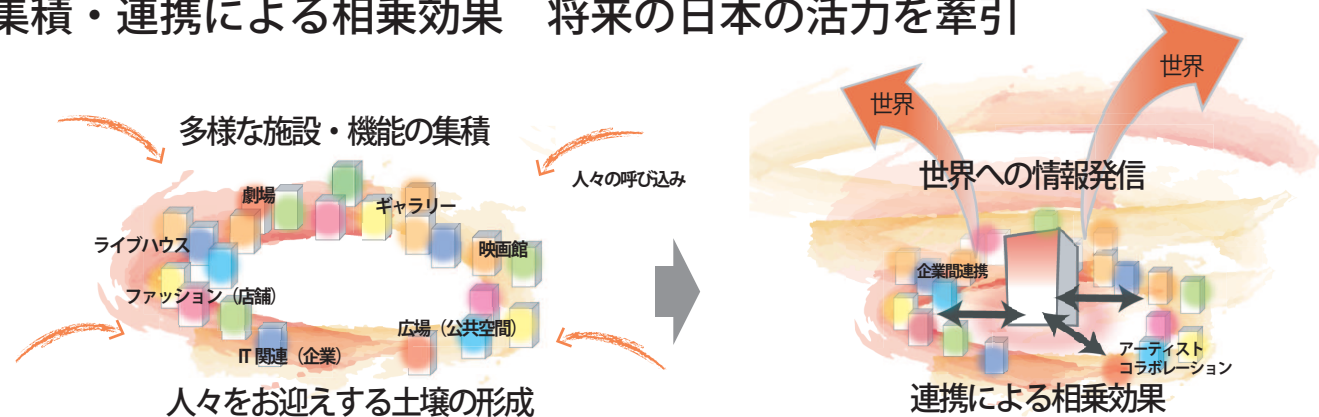 集積・連携による相乗効果　将来の日本の活力を牽引
多様な施設・機能の集積
人々の呼び込み
劇場
ギャラリー
ライブハウス
映画館
ファッション（店舗）
広場（公共空間）
IT 関連（企業）
人々をお迎えする土壌の形成
世界
世界
世界への情報発信
企業間連携
アーティスト
コラボレーション
連携による相乗効果